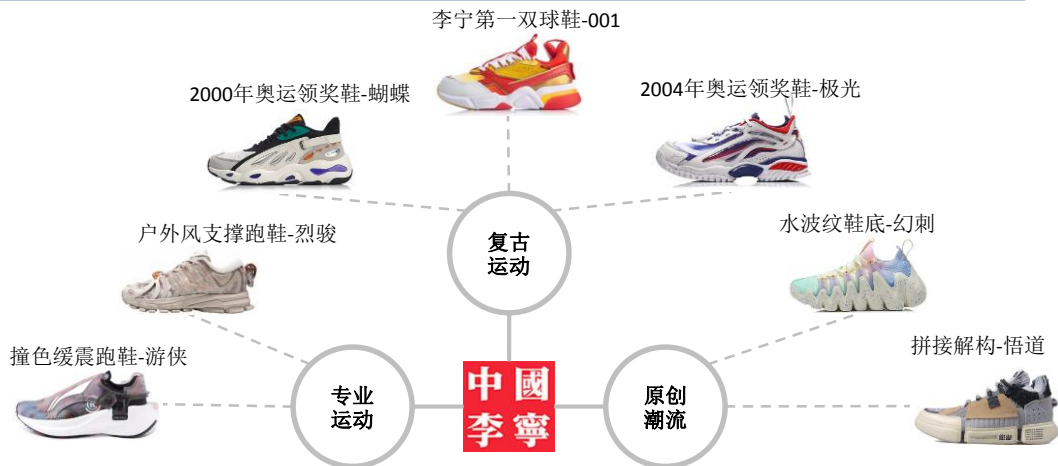 李宁第一双球鞋-001
2000年奥运领奖鞋-蝴蝶
2004年奥运领奖鞋-极光
户外风支撑跑鞋-烈骏
复古
运动
水波纹鞋底-幻刺
撞色缓震跑鞋-游侠
拼接解构-悟道
专业
运动
中國
李寧
原创
潮流